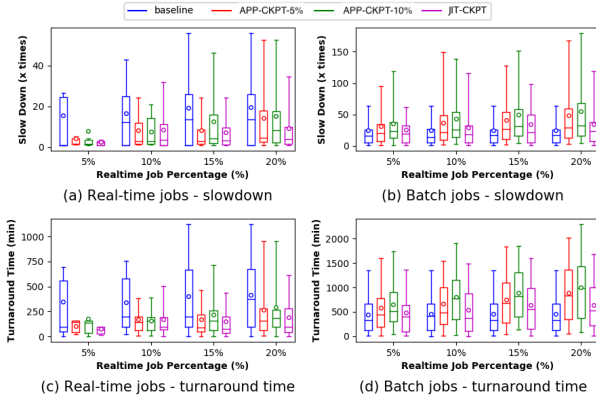 baseline APP-CKPT-5% APP-CKPT-10% JIT-CKPT
Slow Down (x times)
40
20
0
5% 10% 15% 20%
Realtime Job Percentage (%)
(a) Real-time jobs - slowdown
Slow Down (x times)
150
100
50
0
5% 10% 15% 20%
Realtime Job Percentage (%)
(b) Batch jobs - slowdown
Turnaround Time (min)
1000
750
500
250
0
5% 10% 15% 20%
Realtime Job Percentage (%)
(c) Real-time jobs - turnaround time
Turnaround Time (min)
2000
1500
1000
500
0
5% 10% 15% 20%
Realtime Job Percentage (%)
(d) Batch jobs - turnaround time